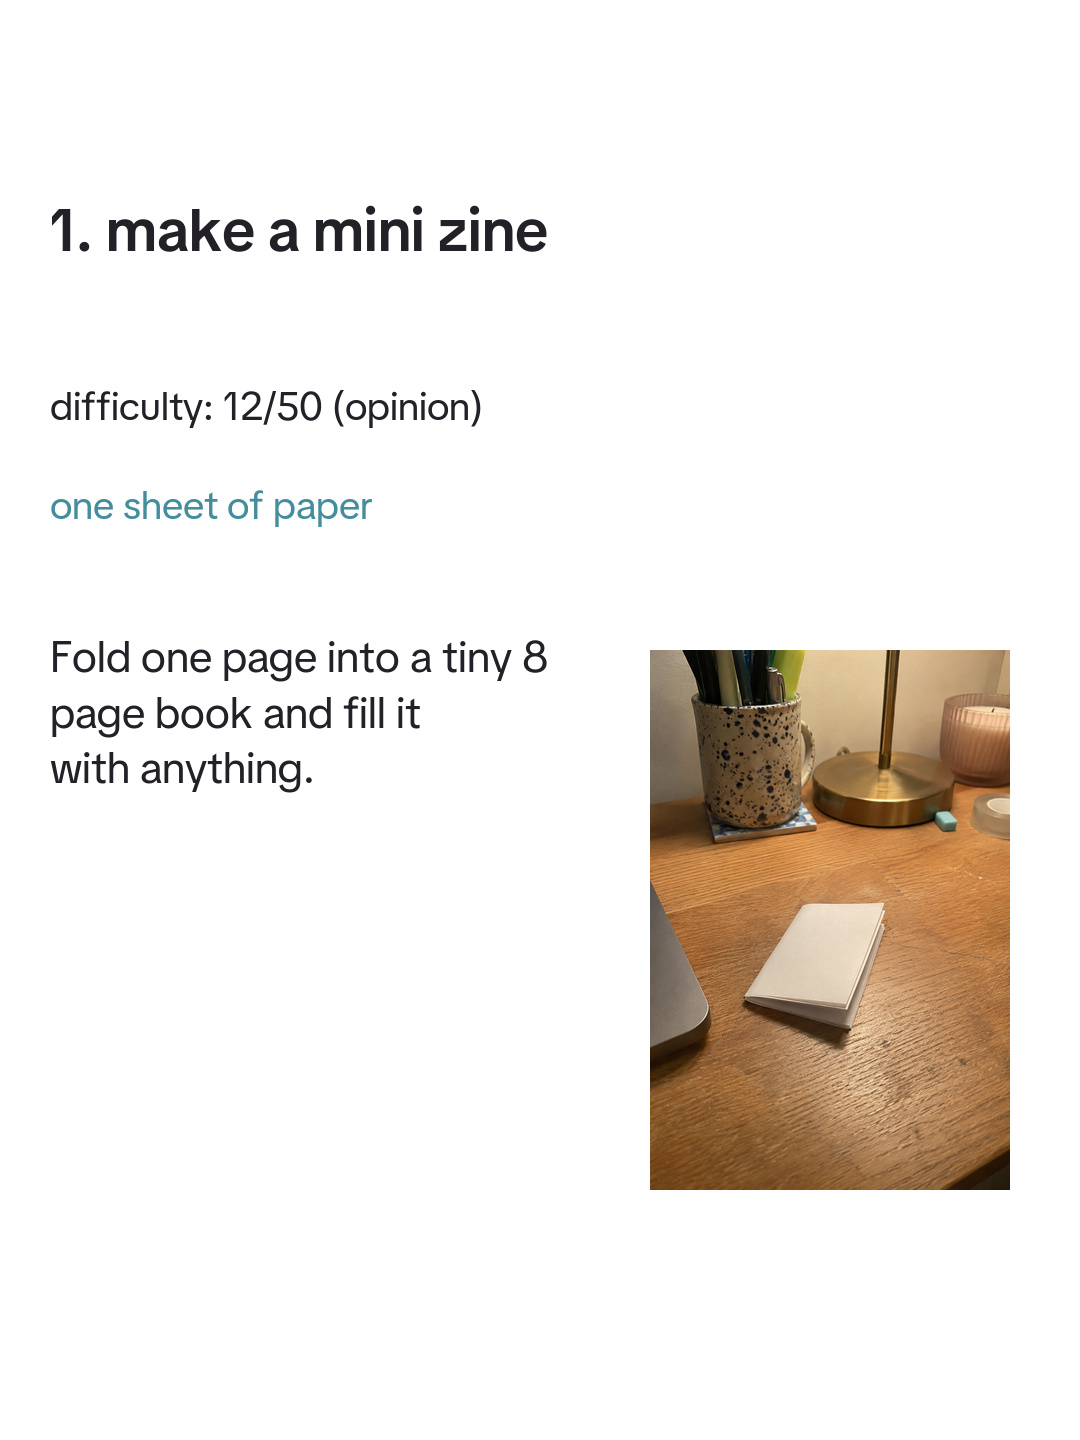 1. make a mini zine
difficulty: 12/50 (opinion)
one sheet of paper
Fold one page into a tiny 8
page book and fill it
with anything.